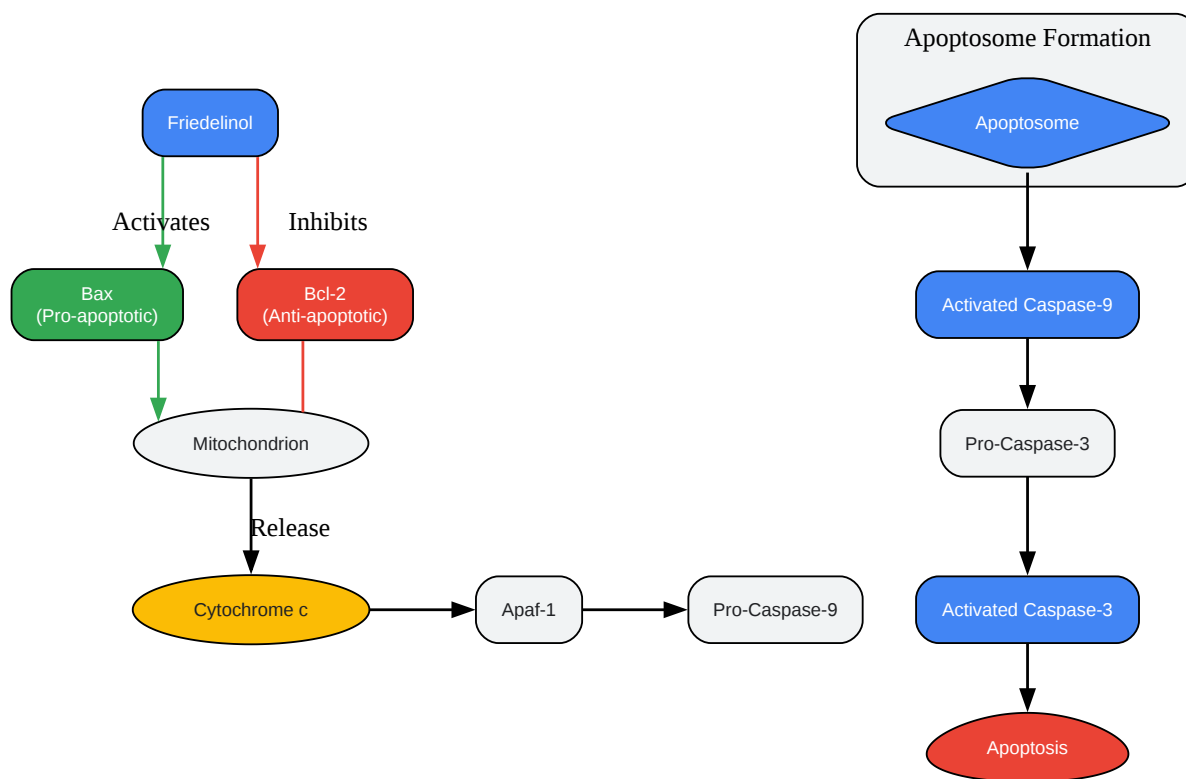 Friedelinol
Activates
Inhibits
Bax
(Pro-apoptotic)
Bcl-2
(Anti-apoptotic)
Mitochondrion
Release
Cytochrome c
Apaf-1
Pro-Caspase-9
Apoptosome Formation
Apoptosome
Activated Caspase-9
Pro-Caspase-3
Activated Caspase-3
Apoptosis